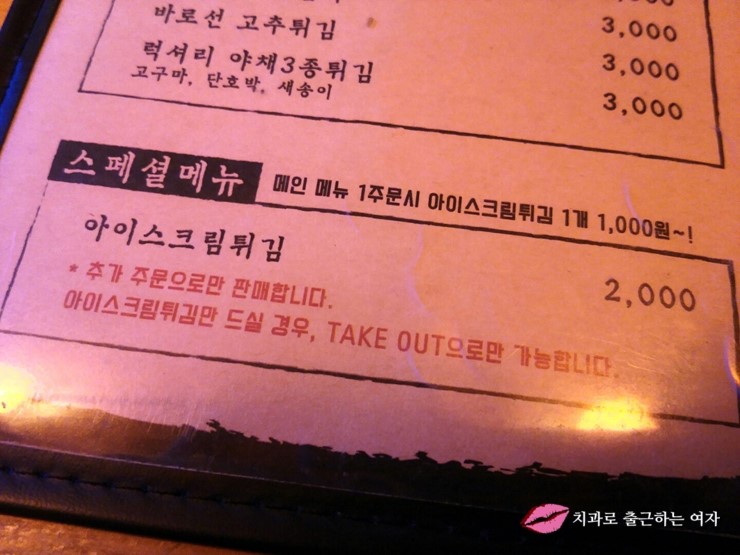 바로선 고추튀김 3,000
럭셔리 야채3종튀김 3,000
고구마, 단호박, 새송이
3,000
스페셜메뉴 메인 메뉴 1주문시 아이스크림튀김 1개 1,000원~!
아이스크림튀김 2,000
* 추가 주문으로만 판매합니다.
아이스크림튀김만 드실 경우, TAKE OUT으로만 가능합니다.
치과로 출근하는 여자